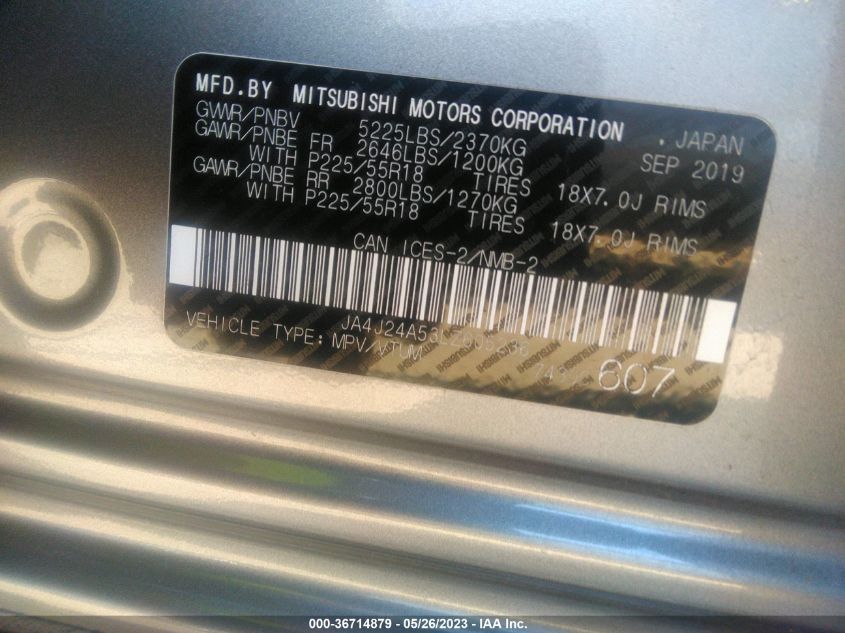 MFD.BY MITSUBISHI MOTORS CORPORATION . JAPAN
GVWR/PNBV 5225LBS/2370KG SEP 2019
GAWR/PNBE FR 2646LBS/1200KG
WITH P225/55R18 TIRES 18X7.0J RIMS
GAWR/PNBE RR 2800LBS/1270KG
WITH P225/55R18 TIRES 18X7.0J RIMS
CAN ICES-2/NMB-2
VEHICLE TYPE: MPV/VTUM
607
000-36714879 — 05/26/2023 — IAA Inc.